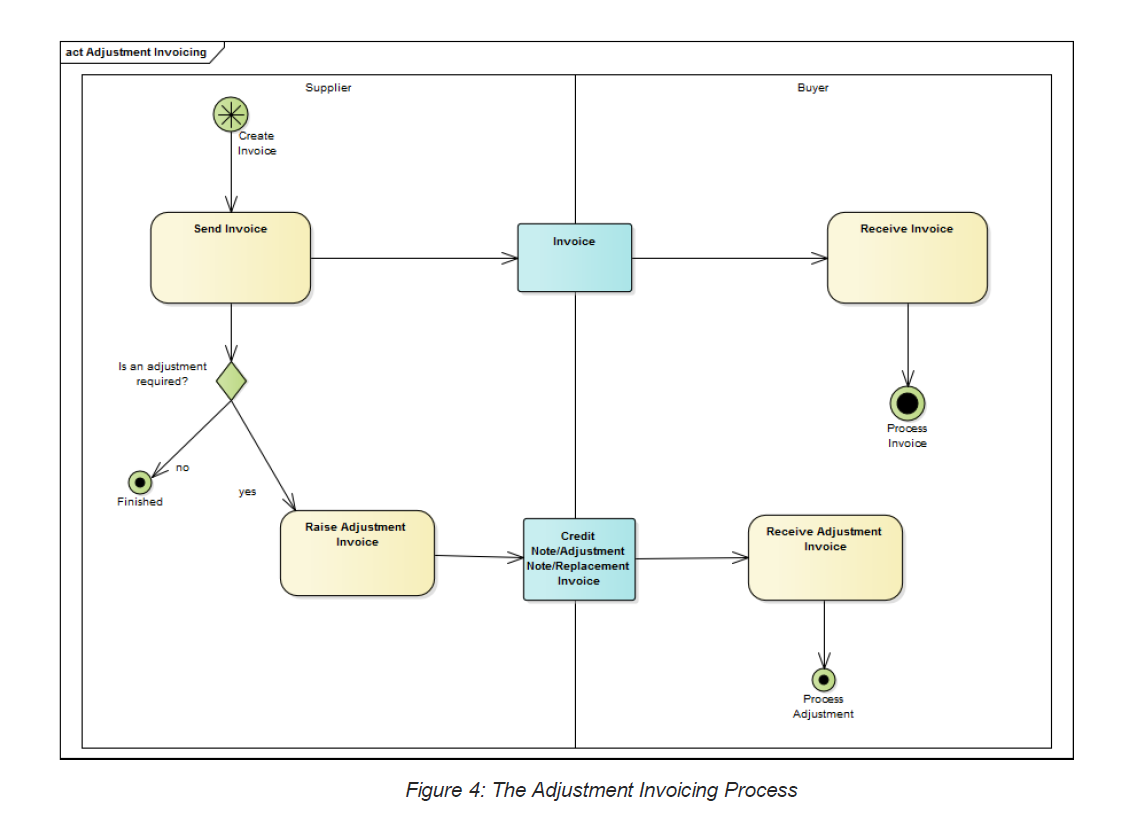 act Adjustment Invoicing
Supplier
Buyer
Create
Invoice
Send Invoice
Invoice
Receive Invoice
Is an adjustment
required?
Process
Invoice
no
Finished
yes
Raise Adjustment
Invoice
Credit
Note/Adjustment
Note/Replacement
Invoice
Receive Adjustment
Invoice
Process
Adjustment
Figure 4: The Adjustment Invoicing Process